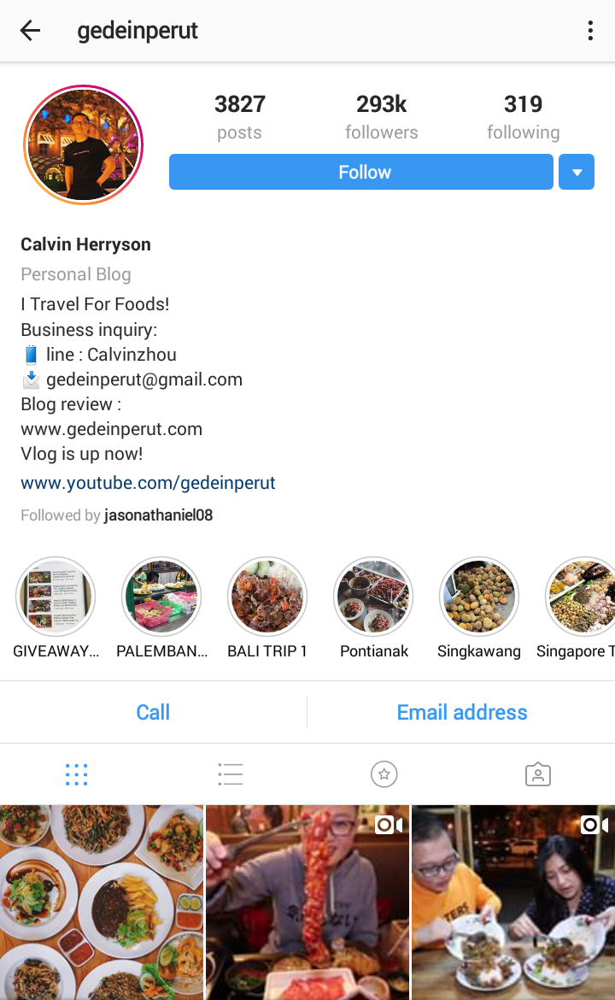 gedeinperut
3827
293k
319
posts
followers
following
Follow
Calvin Herryson
Personal Blog
I Travel For Foods!
Business inquiry:
line : Calvinzhou
gedeinperut@gmail.com
Blog review :
www.gedeinperut.com
Vlog is up now!
www.youtube.com/gedeinperut
Followed by jasonathaniel08
GIVEAWAY...
PALEMBAN...
BALI TRIP 1
Pontianak
Singkawang
Singapore T
Call
Email address